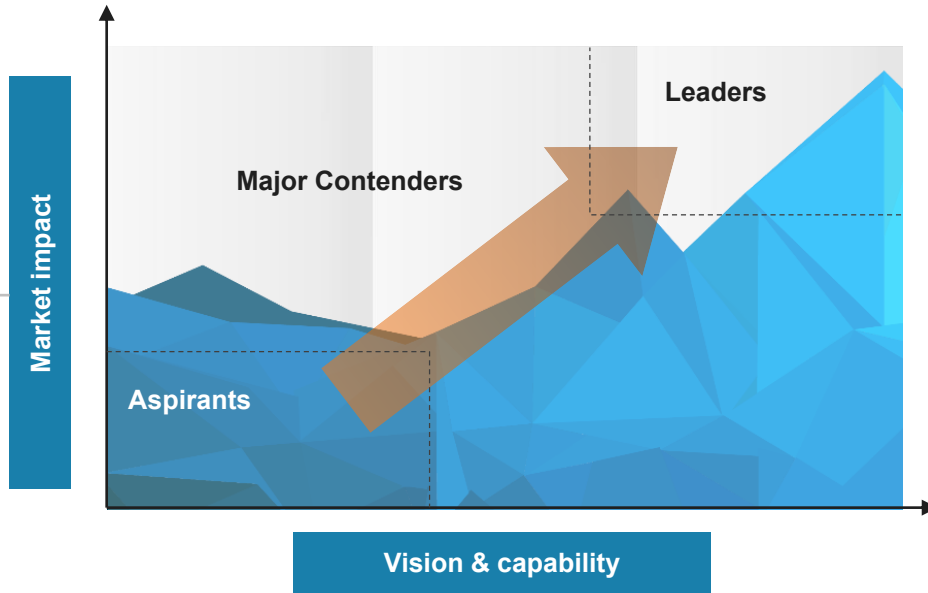 Leaders
Major Contenders
Market impact
Aspirants
Vision & capability